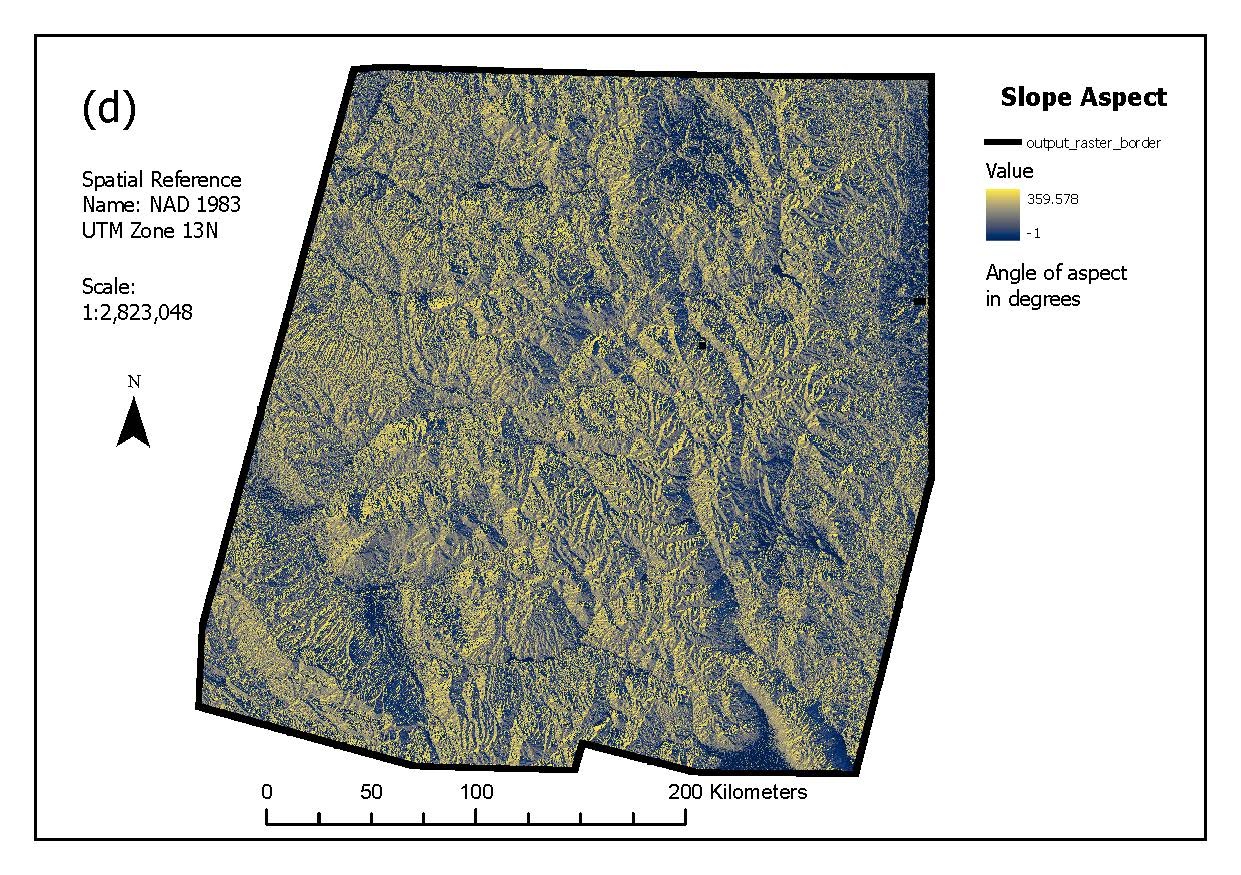 (d)
Spatial Reference
Name: NAD 1983
UTM Zone 13N
Scale:
1:2,823,048
N
Slope Aspect
output_raster_border
Value
359.578
-1
Angle of aspect
in degrees
0 50 100 200 Kilometers